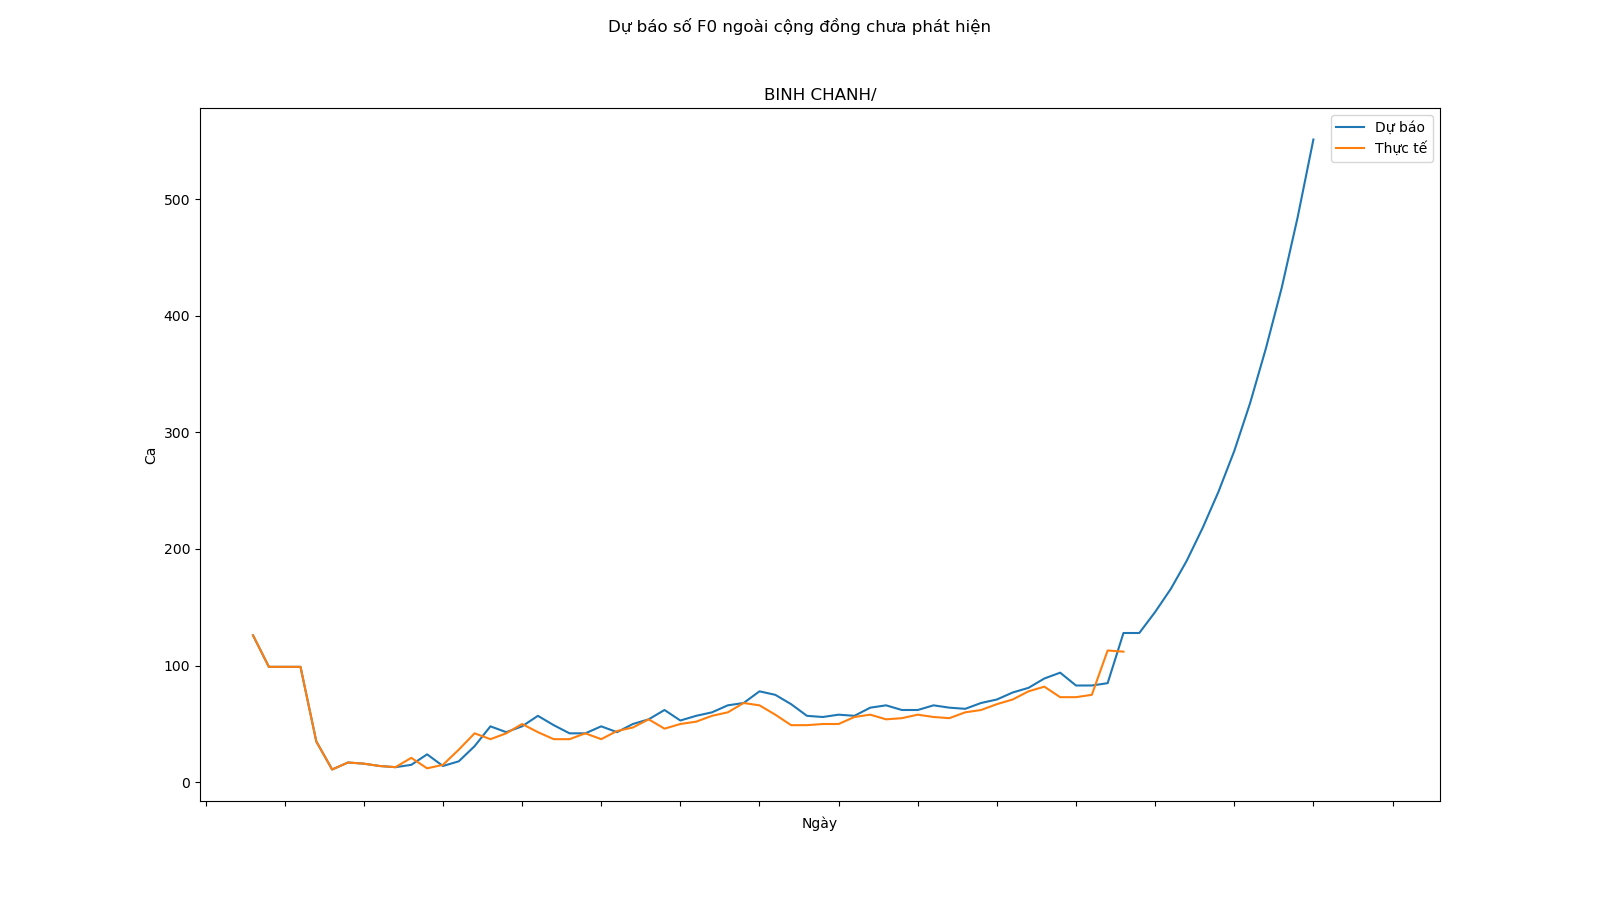 Dự báo số F0 ngoài cộng đồng chưa phát hiện
BINH CHANH/
Dự báo
Thực tế
500
400
300
200
100
0
Ca
Ngày